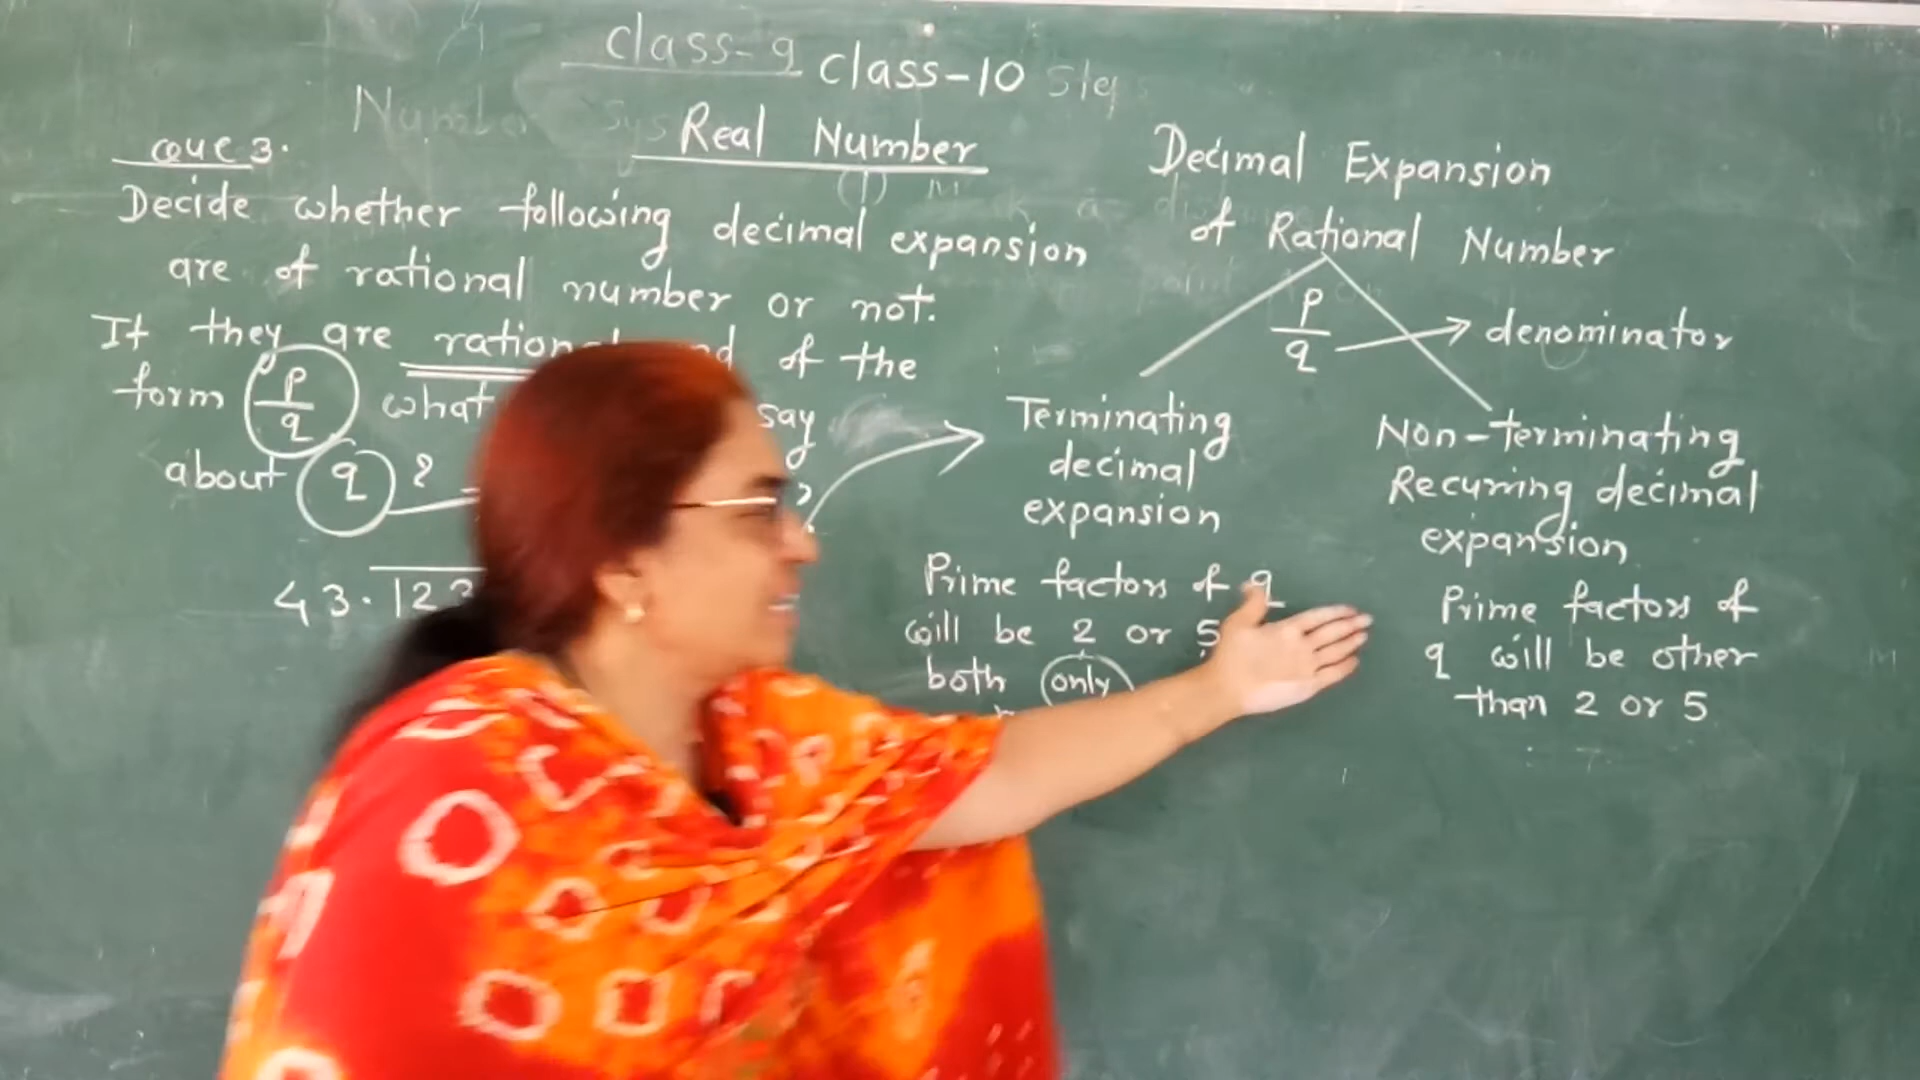 Class-9
Class-10
Step
Real Number
Que 3.
Decide whether following decimal expansion
are of rational number or not.
If they are of the
form p/q what say
about q ?
43.123
Decimal Expansion
of Rational Number
p/q → denominator
Terminating
decimal
expansion
Prime factors of q
will be 2 or 5
both only
Non-terminating
Recurring decimal
expansion
Prime factors of
q will be other
than 2 or 5